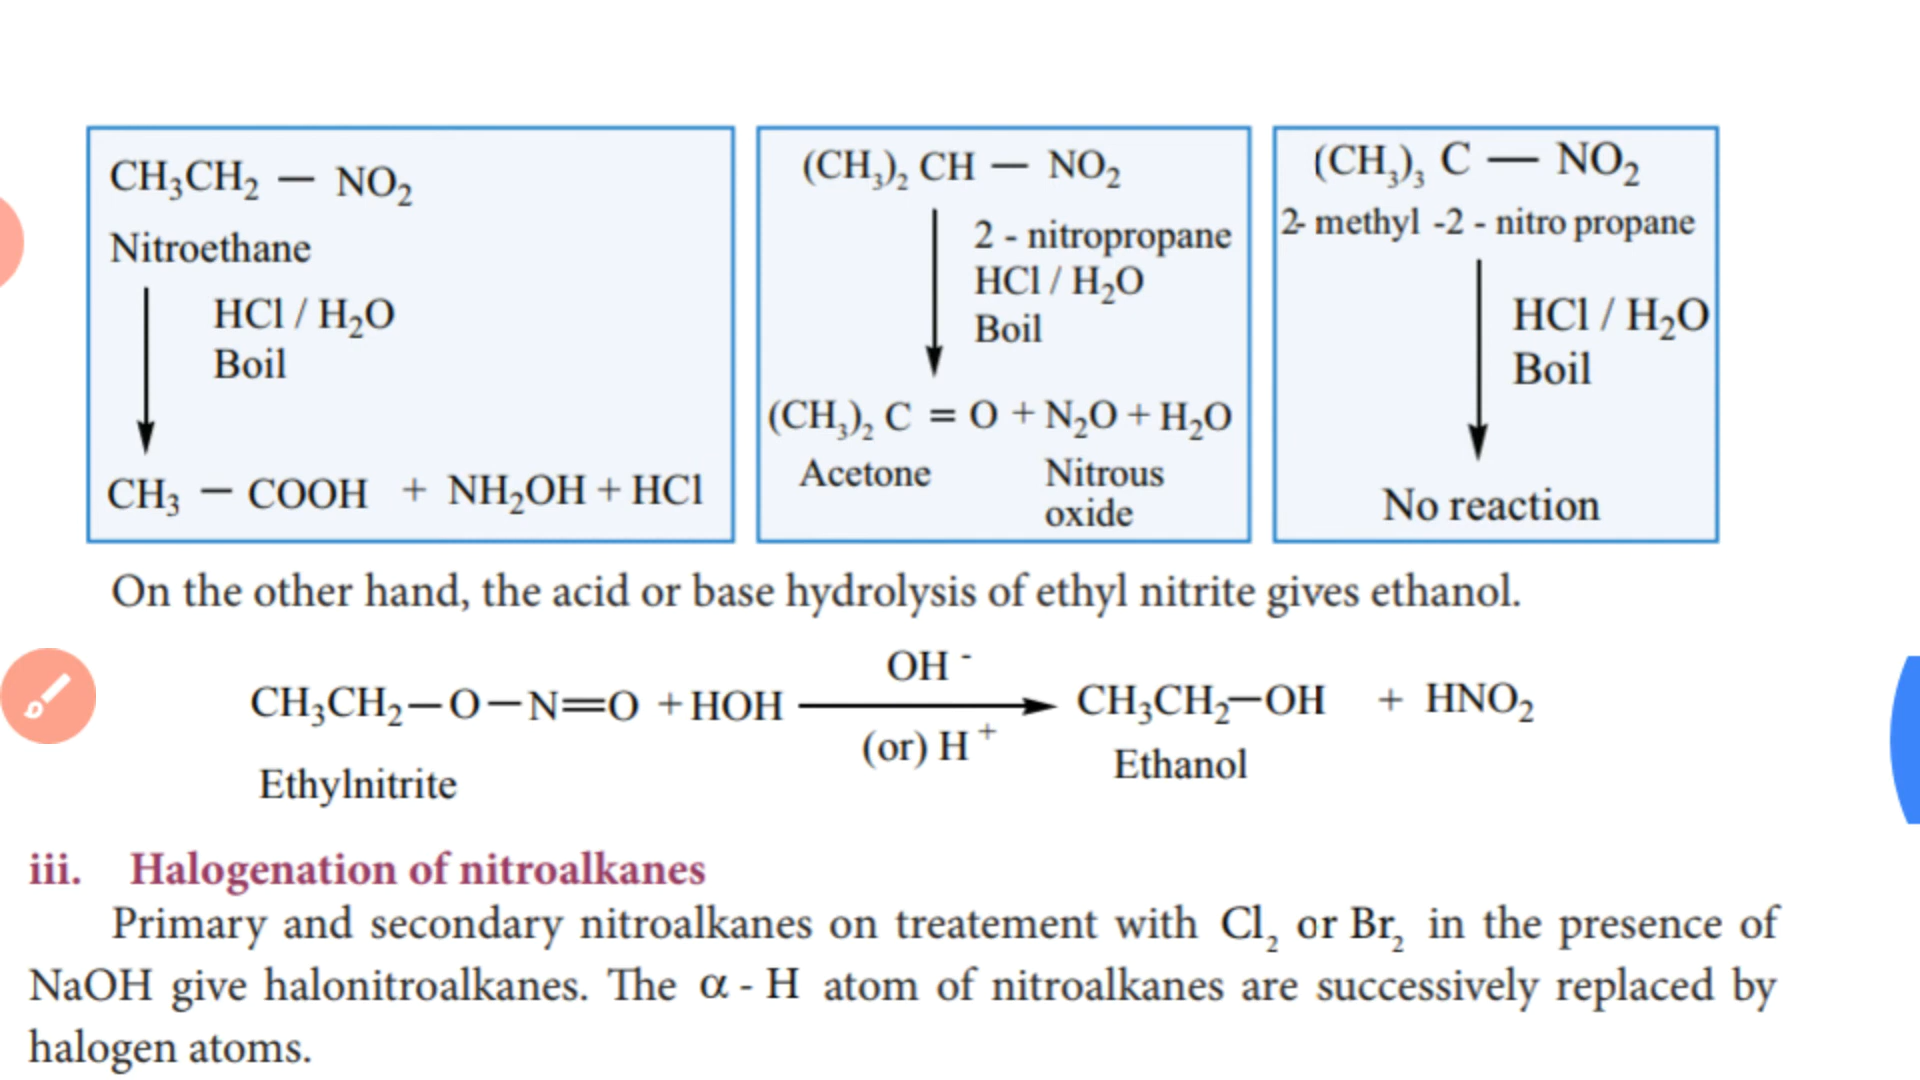 CH₃CH₂ — NO₂
Nitroethane
HCl / H₂O
Boil
CH₃ — COOH + NH₂OH + HCl
(CH₃)₂ CH — NO₂
2 - nitropropane
HCl / H₂O
Boil
(CH₃)₂ C = O + N₂O + H₂O
Acetone Nitrous
oxide
(CH₃)₃ C — NO₂
2- methyl -2 - nitro propane
HCl / H₂O
Boil
No reaction
On the other hand, the acid or base hydrolysis of ethyl nitrite gives ethanol.
OH⁻
CH₃CH₂—O—N=O + HOH CH₃CH₂—OH + HNO₂
(or) H⁺
Ethylnitrite Ethanol
iii. Halogenation of nitroalkanes
Primary and secondary nitroalkanes on treatement with Cl₂ or Br₂ in the presence of
NaOH give halonitroalkanes. The α - H atom of nitroalkanes are successively replaced by
halogen atoms.